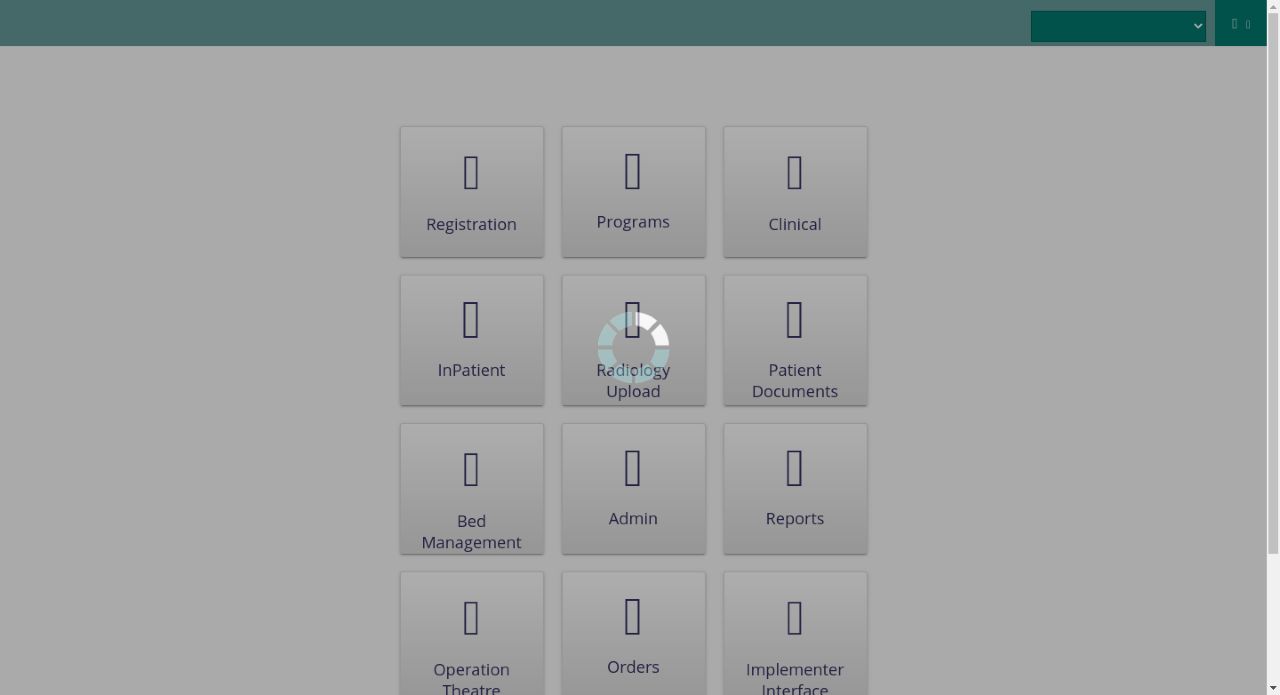 Registration
Programs
Clinical
InPatient
Radiology
Upload
Patient
Documents
Bed
Management
Admin
Reports
Operation
Theatre
Orders
Implementer
Interface